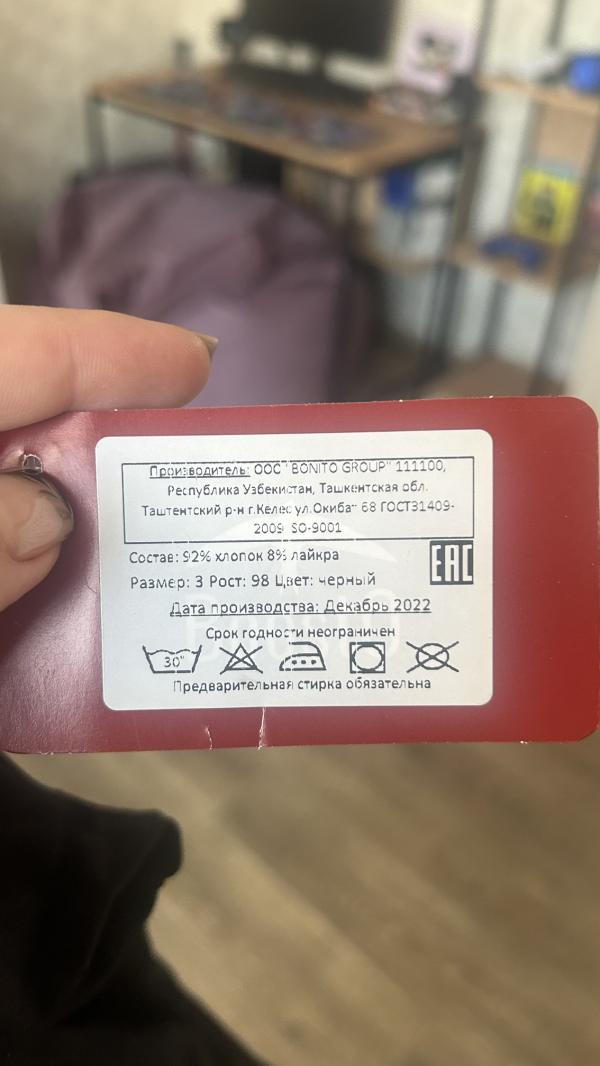 Производитель: ООО "BONITO GROUP" 111100,
Республика Узбекистан, Ташкентская обл.
Таштентский р-н г.Келес ул.Окибат 68 ГОСТ31409-
2009 ISO-9001
Состав: 92% хлопок 8% лайкра
Размер: 3 Рост: 98 Цвет: черный
EAC
Дата производства: Декабрь 2022
Срок годности неограничен
30°
Предварительная стирка обязательна